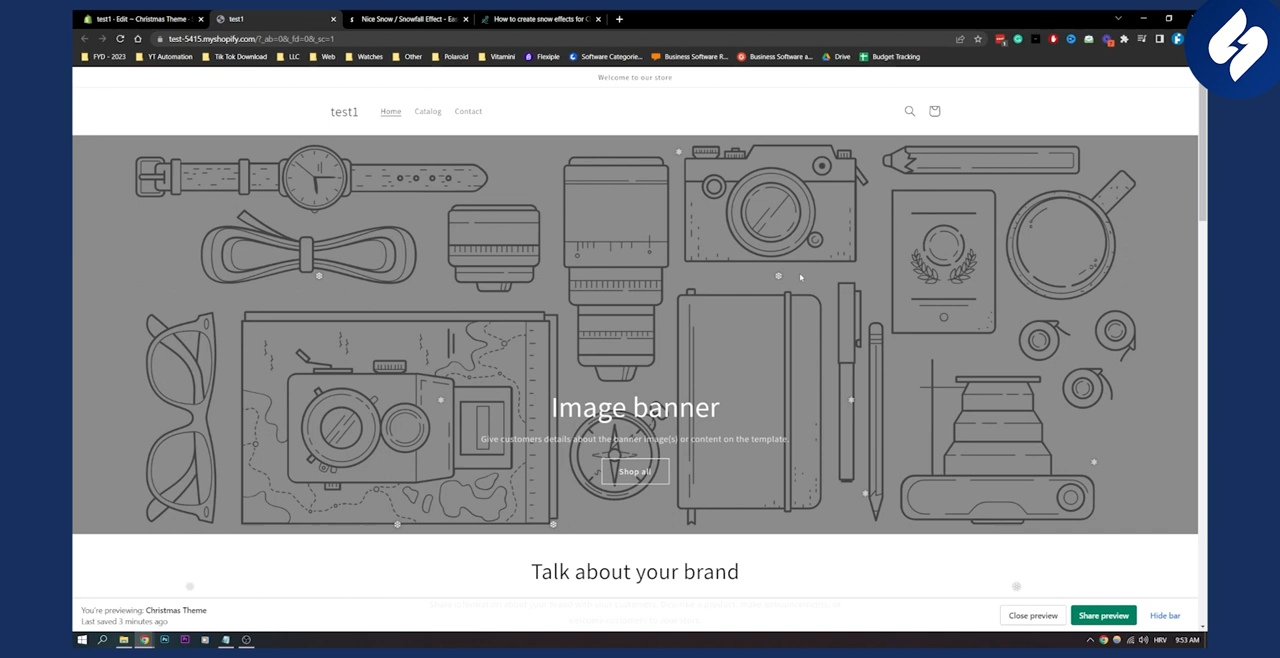 test1 · Edit ~ Christmas Theme ·
test1
Nice Snow / Snowfall Effect - Ea
How to create snow effects for C
test-5415.myshopify.com/?_ab=0&_fd=0&_sc=1
FYD - 2023
YT Automation
Tik Tok Download
LLC
Web
Watches
Other
Polaroid
Vitamini
Flexiple
Software Categorie...
Business Software R...
Business Software a...
Drive
Budget Tracking
Welcome to our store
test1
Home
Catalog
Contact
Image banner
Give customers details about the banner image(s) or content on the template.
Shop all
Talk about your brand
You're previewing: Christmas Theme
Last saved 3 minutes ago
Close preview
Share preview
Hide bar
HRV
9:53 AM